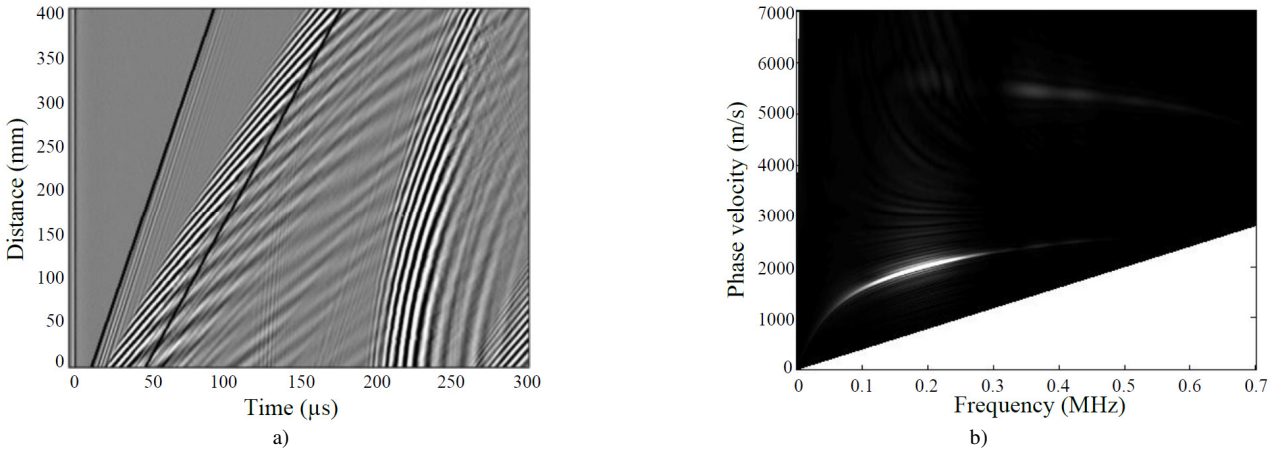 400
350
300
250
200
150
100
50
0
Distance (mm)
0 50 100 150 200 250 300
Time (µs)
a)
7000
6000
5000
4000
3000
2000
1000
0
Phase velocity (m/s)
0 0.1 0.2 0.3 0.4 0.5 0.6 0.7
Frequency (MHz)
b)